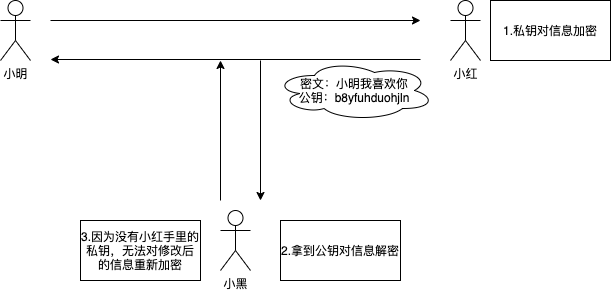 1.私钥对信息加密
小明
小红
密文：小明我喜欢你
公钥：b8yfuhduohjln
3.因为没有小红手里的
私钥，无法对修改后
的信息重新加密
2.拿到公钥对信息解密
小黑